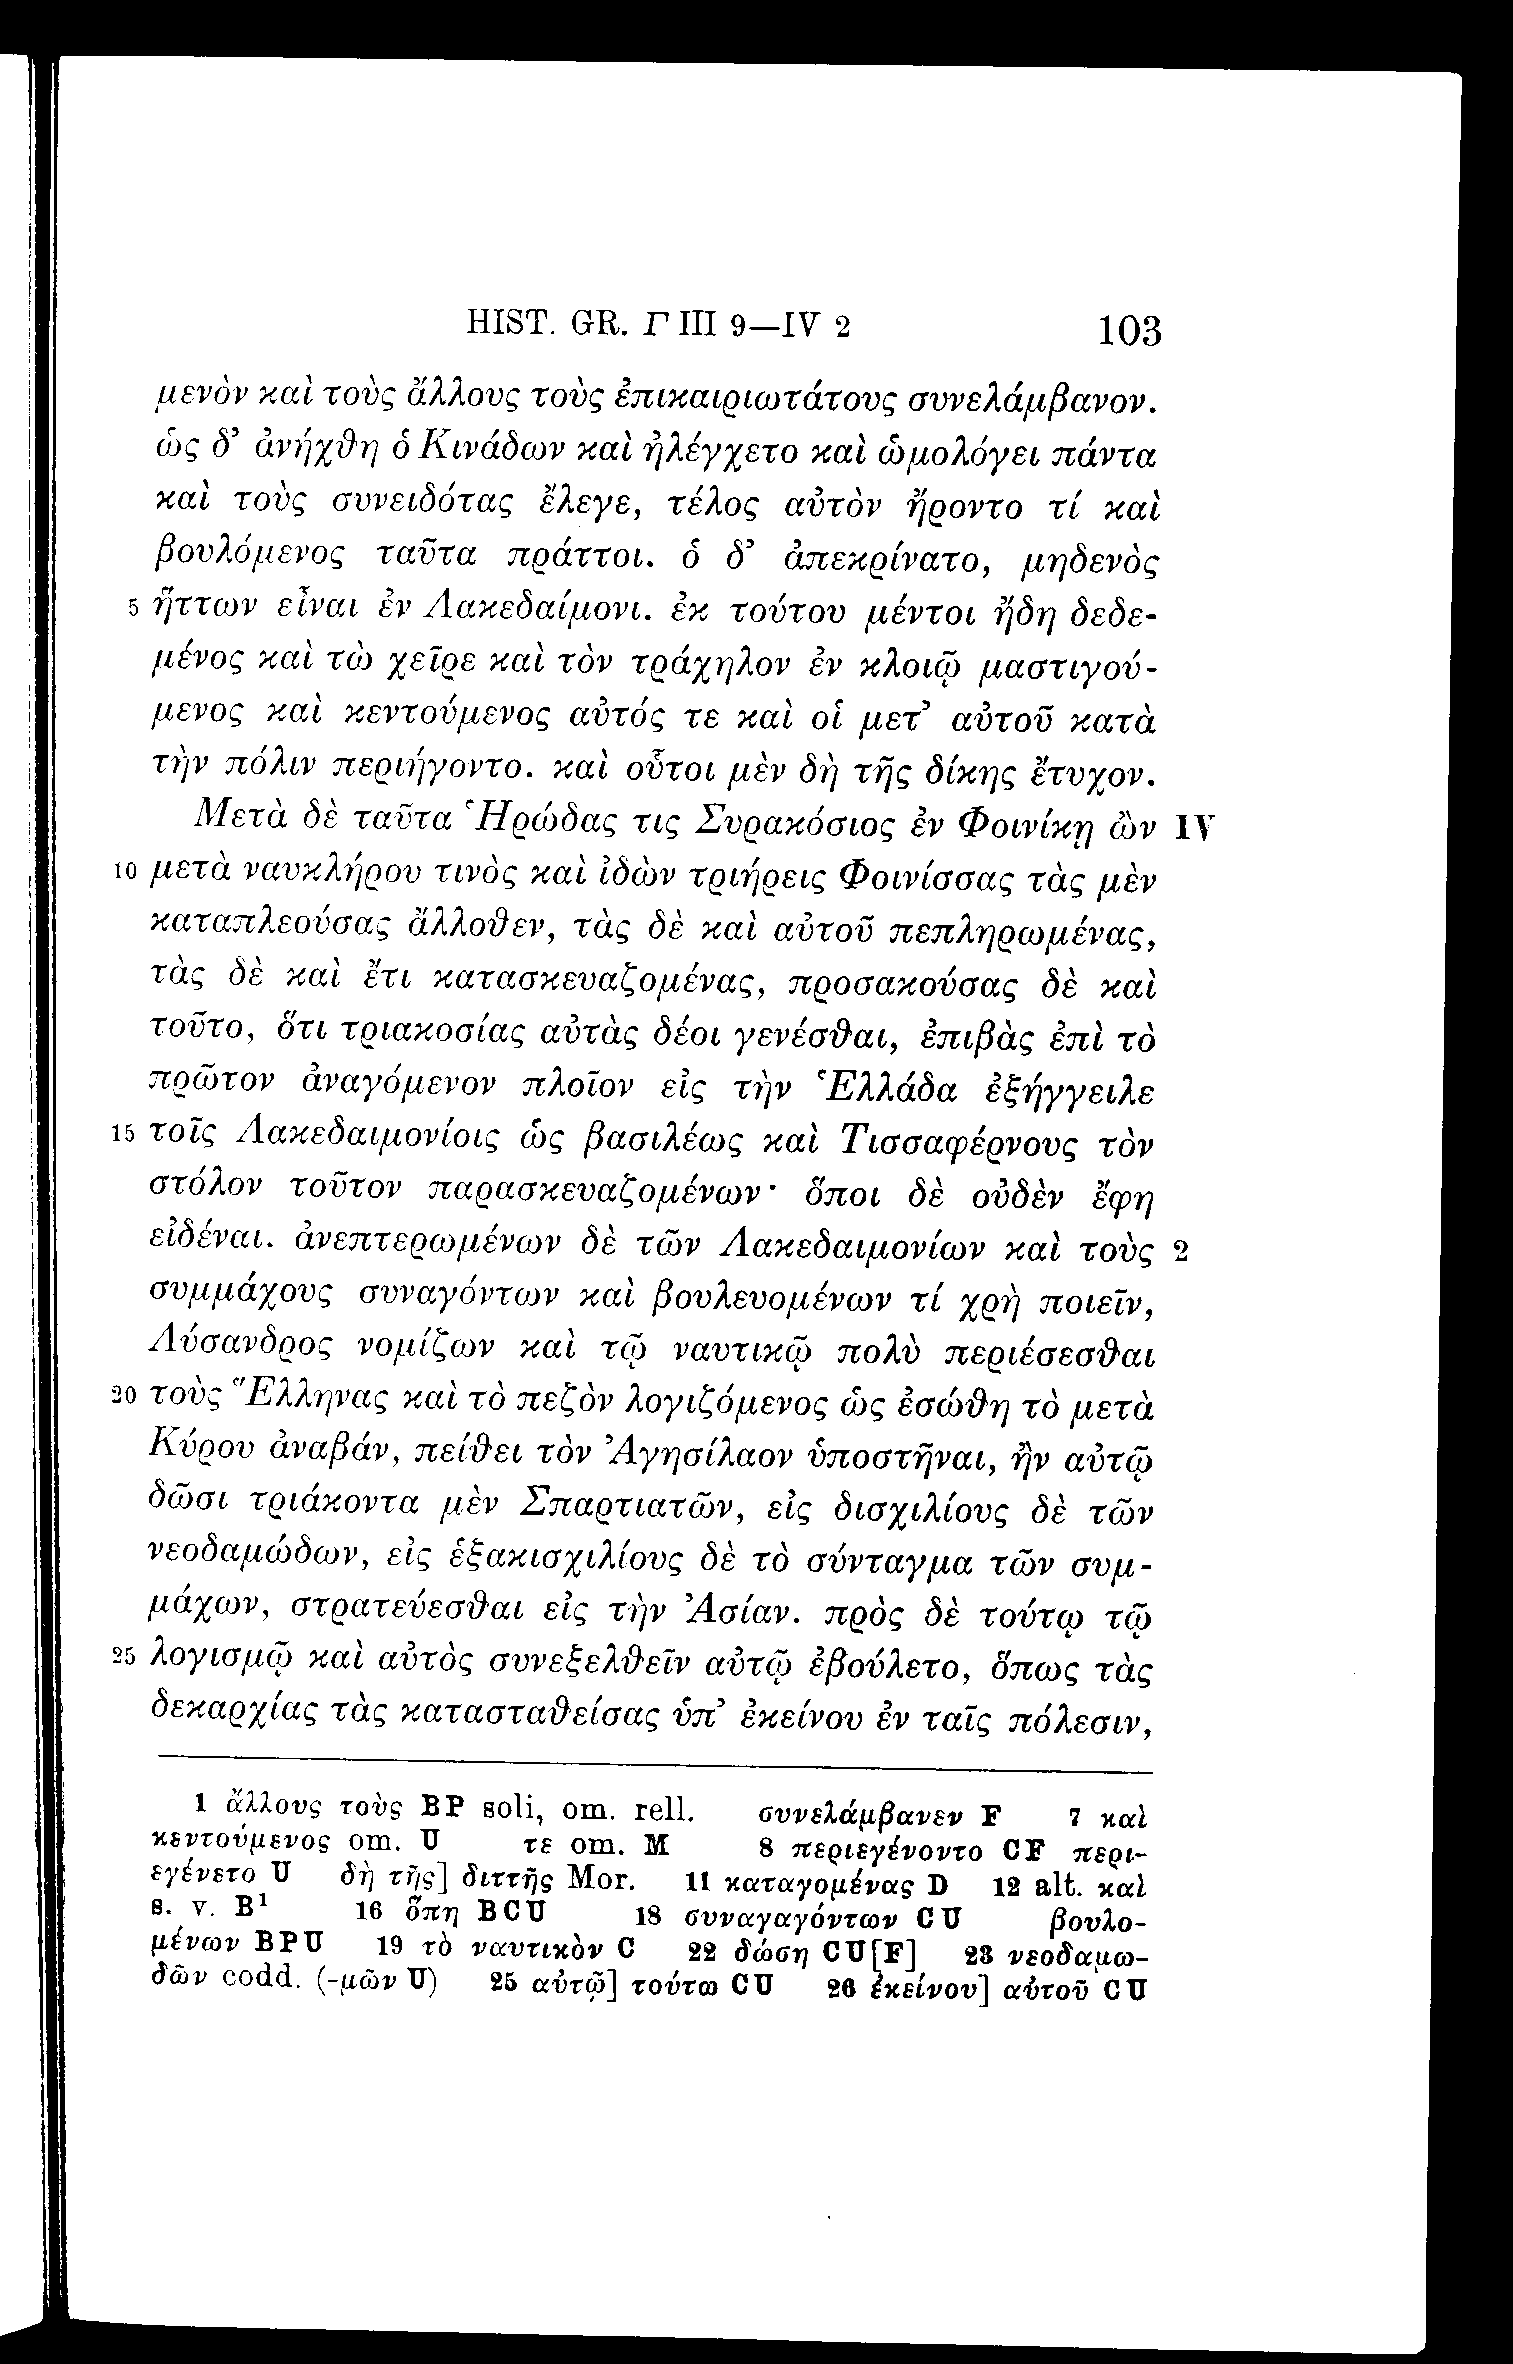 HIST. GR. Γ III 9—IV 2 103
μενὸν καὶ τοὺς ἄλλους τοὺς ἐπικαιριωτάτους συνελάμβανον.
ὡς δ’ ἀνήχθη ὁ Κινάδων καὶ ἠλέγχετο καὶ ὡμολόγει πάντα
καὶ τοὺς συνειδότας ἔλεγε, τέλος αὐτὸν ἤροντο τί καὶ
βουλόμενος ταῦτα πράττοι. ὁ δ’ ἀπεκρίνατο, μηδενὸς
5 ἥττων εἶναι ἐν Λακεδαίμονι. ἐκ τούτου μέντοι ἤδη δεδε-
μένος καὶ τὼ χεῖρε καὶ τὸν τράχηλον ἐν κλοιῷ μαστιγού-
μενος καὶ κεντούμενος αὐτός τε καὶ οἱ μετ’ αὐτοῦ κατὰ
τὴν πόλιν περιήγοντο. καὶ οὗτοι μὲν δὴ τῆς δίκης ἔτυχον.
Μετὰ δὲ ταῦτα Ἡρώδας τις Συρακόσιος ἐν Φοινίκῃ ὢν IV
10 μετὰ ναυκλήρου τινὸς καὶ ἰδὼν τριήρεις Φοινίσσας τὰς μὲν
καταπλεούσας ἄλλοθεν, τὰς δὲ καὶ αὐτοῦ πεπληρωμένας,
τὰς δὲ καὶ ἔτι κατασκευαζομένας, προσακούσας δὲ καὶ
τοῦτο, ὅτι τριακοσίας αὐτὰς δέοι γενέσθαι, ἐπιβὰς ἐπὶ τὸ
πρῶτον ἀναγόμενον πλοῖον εἰς τὴν Ἑλλάδα ἐξήγγειλε
15 τοῖς Λακεδαιμονίοις ὡς βασιλέως καὶ Τισσαφέρνους τὸν
στόλον τοῦτον παρασκευαζομένων· ὅποι δὲ οὐδὲν ἔφη
εἰδέναι. ἀνεπτερωμένων δὲ τῶν Λακεδαιμονίων καὶ τοὺς 2
συμμάχους συναγόντων καὶ βουλευομένων τί χρὴ ποιεῖν,
Λύσανδρος νομίζων καὶ τῷ ναυτικῷ πολὺ περιέσεσθαι
20 τοὺς Ἕλληνας καὶ τὸ πεζὸν λογιζόμενος ὡς ἐσώθη τὸ μετὰ
Κύρου ἀναβάν, πείθει τὸν Ἀγησίλαον ὑποστῆναι, ἢν αὐτῷ
δῶσι τριάκοντα μὲν Σπαρτιατῶν, εἰς δισχιλίους δὲ τῶν
νεοδαμώδων, εἰς ἑξακισχιλίους δὲ τὸ σύνταγμα τῶν συμ-
μάχων, στρατεύεσθαι εἰς τὴν Ἀσίαν. πρὸς δὲ τούτῳ τῷ
25 λογισμῷ καὶ αὐτὸς συνεξελθεῖν αὐτῷ ἐβούλετο, ὅπως τὰς
δεκαρχίας τὰς κατασταθείσας ὑπ’ ἐκείνου ἐν ταῖς πόλεσιν,
1 ἄλλους τοὺς BP soli, om. rell. συνελάμβανεν F 7 καὶ
κεντούμενος om. U τε om. M 8 περιεγένοντο CF περι-
εγένετο U δὴ τῆς] διττῆς Mor. 11 καταγομένας D 12 alt. καὶ
s. v. B¹ 16 ὅπη BCU 18 συναγαγόντων CU βουλο-
μένων BPU 19 τὸ ναυτικὸν C 22 δώση CU[F] 23 νεοδαμω-
δῶν codd. (-μῶν U) 25 αὐτῷ] τούτω CU 26 ἐκείνου] αὐτοῦ CU